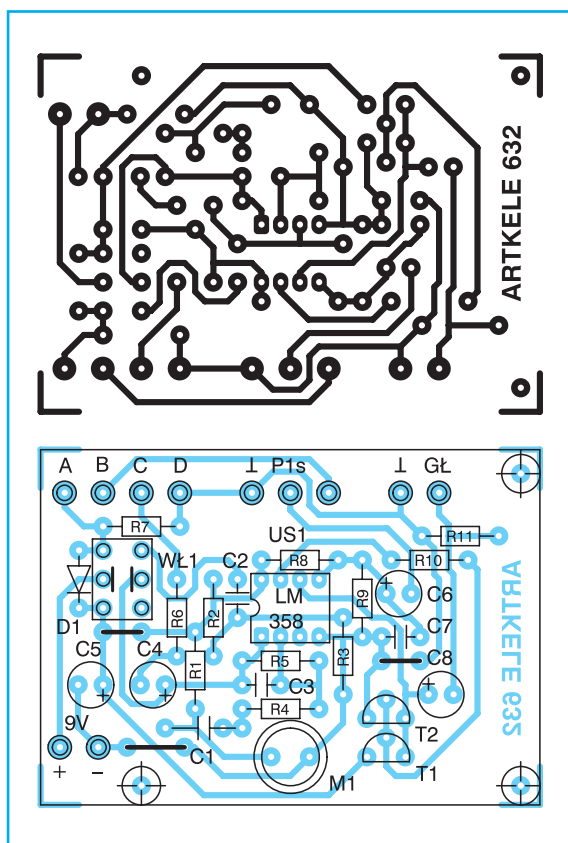 ARTKELE 632
A B C D ⊥ P1s ⊥ GŁ
R7
R11
US1
WŁ1 C2 R8 R10
D1 R6 R2 LM 358 R9 C6
C7
C5 C4 R1 R5 R3 C8
C3
R4
9V
+ −
C1 M1 T2
T1
+ + +
ARTKELE 632